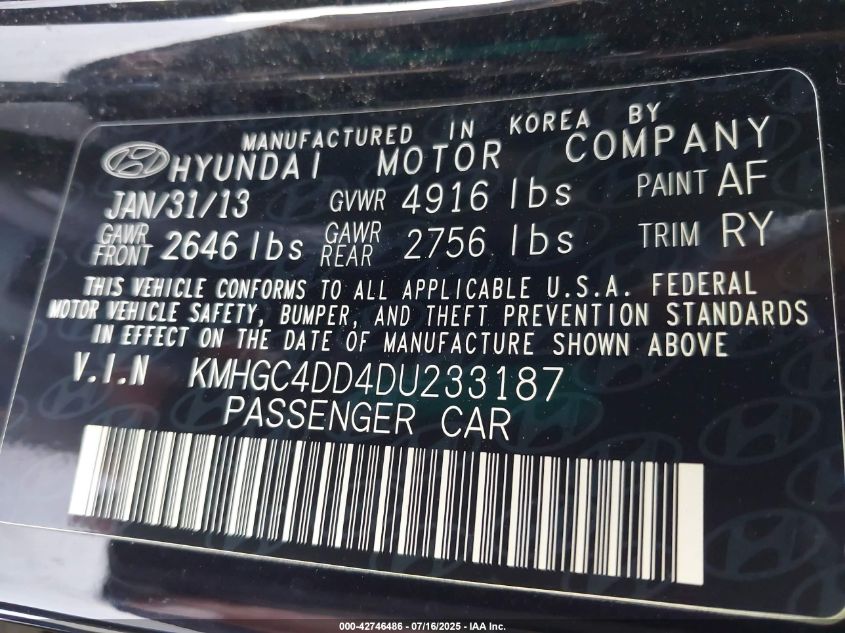 MANUFACTURED IN KOREA BY
HYUNDAI MOTOR COMPANY
JAN/31/13 GVWR 4916 lbs PAINT AF
GAWR FRONT 2646 lbs GAWR REAR 2756 lbs TRIM RY
THIS VEHICLE CONFORMS TO ALL APPLICABLE U.S.A. FEDERAL
MOTOR VEHICLE SAFETY, BUMPER, AND THEFT PREVENTION STANDARDS
IN EFFECT ON THE DATE OF MANUFACTURE SHOWN ABOVE
V.I.N KMHGC4DD4DU233187
PASSENGER CAR
000-42746486 - 07/16/2025 - IAA Inc.